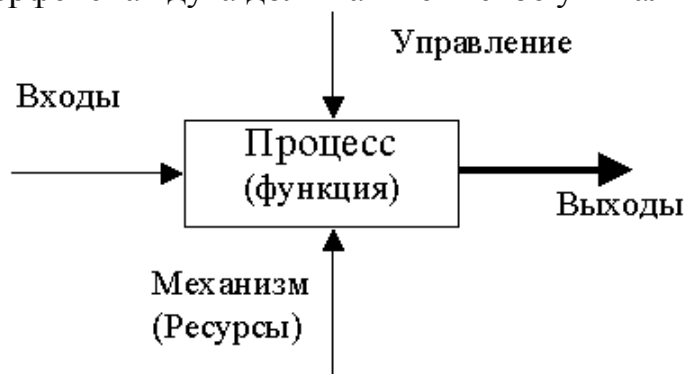 Управление
Входы
Процесс
(функция)
Выходы
Механизм
(Ресурсы)